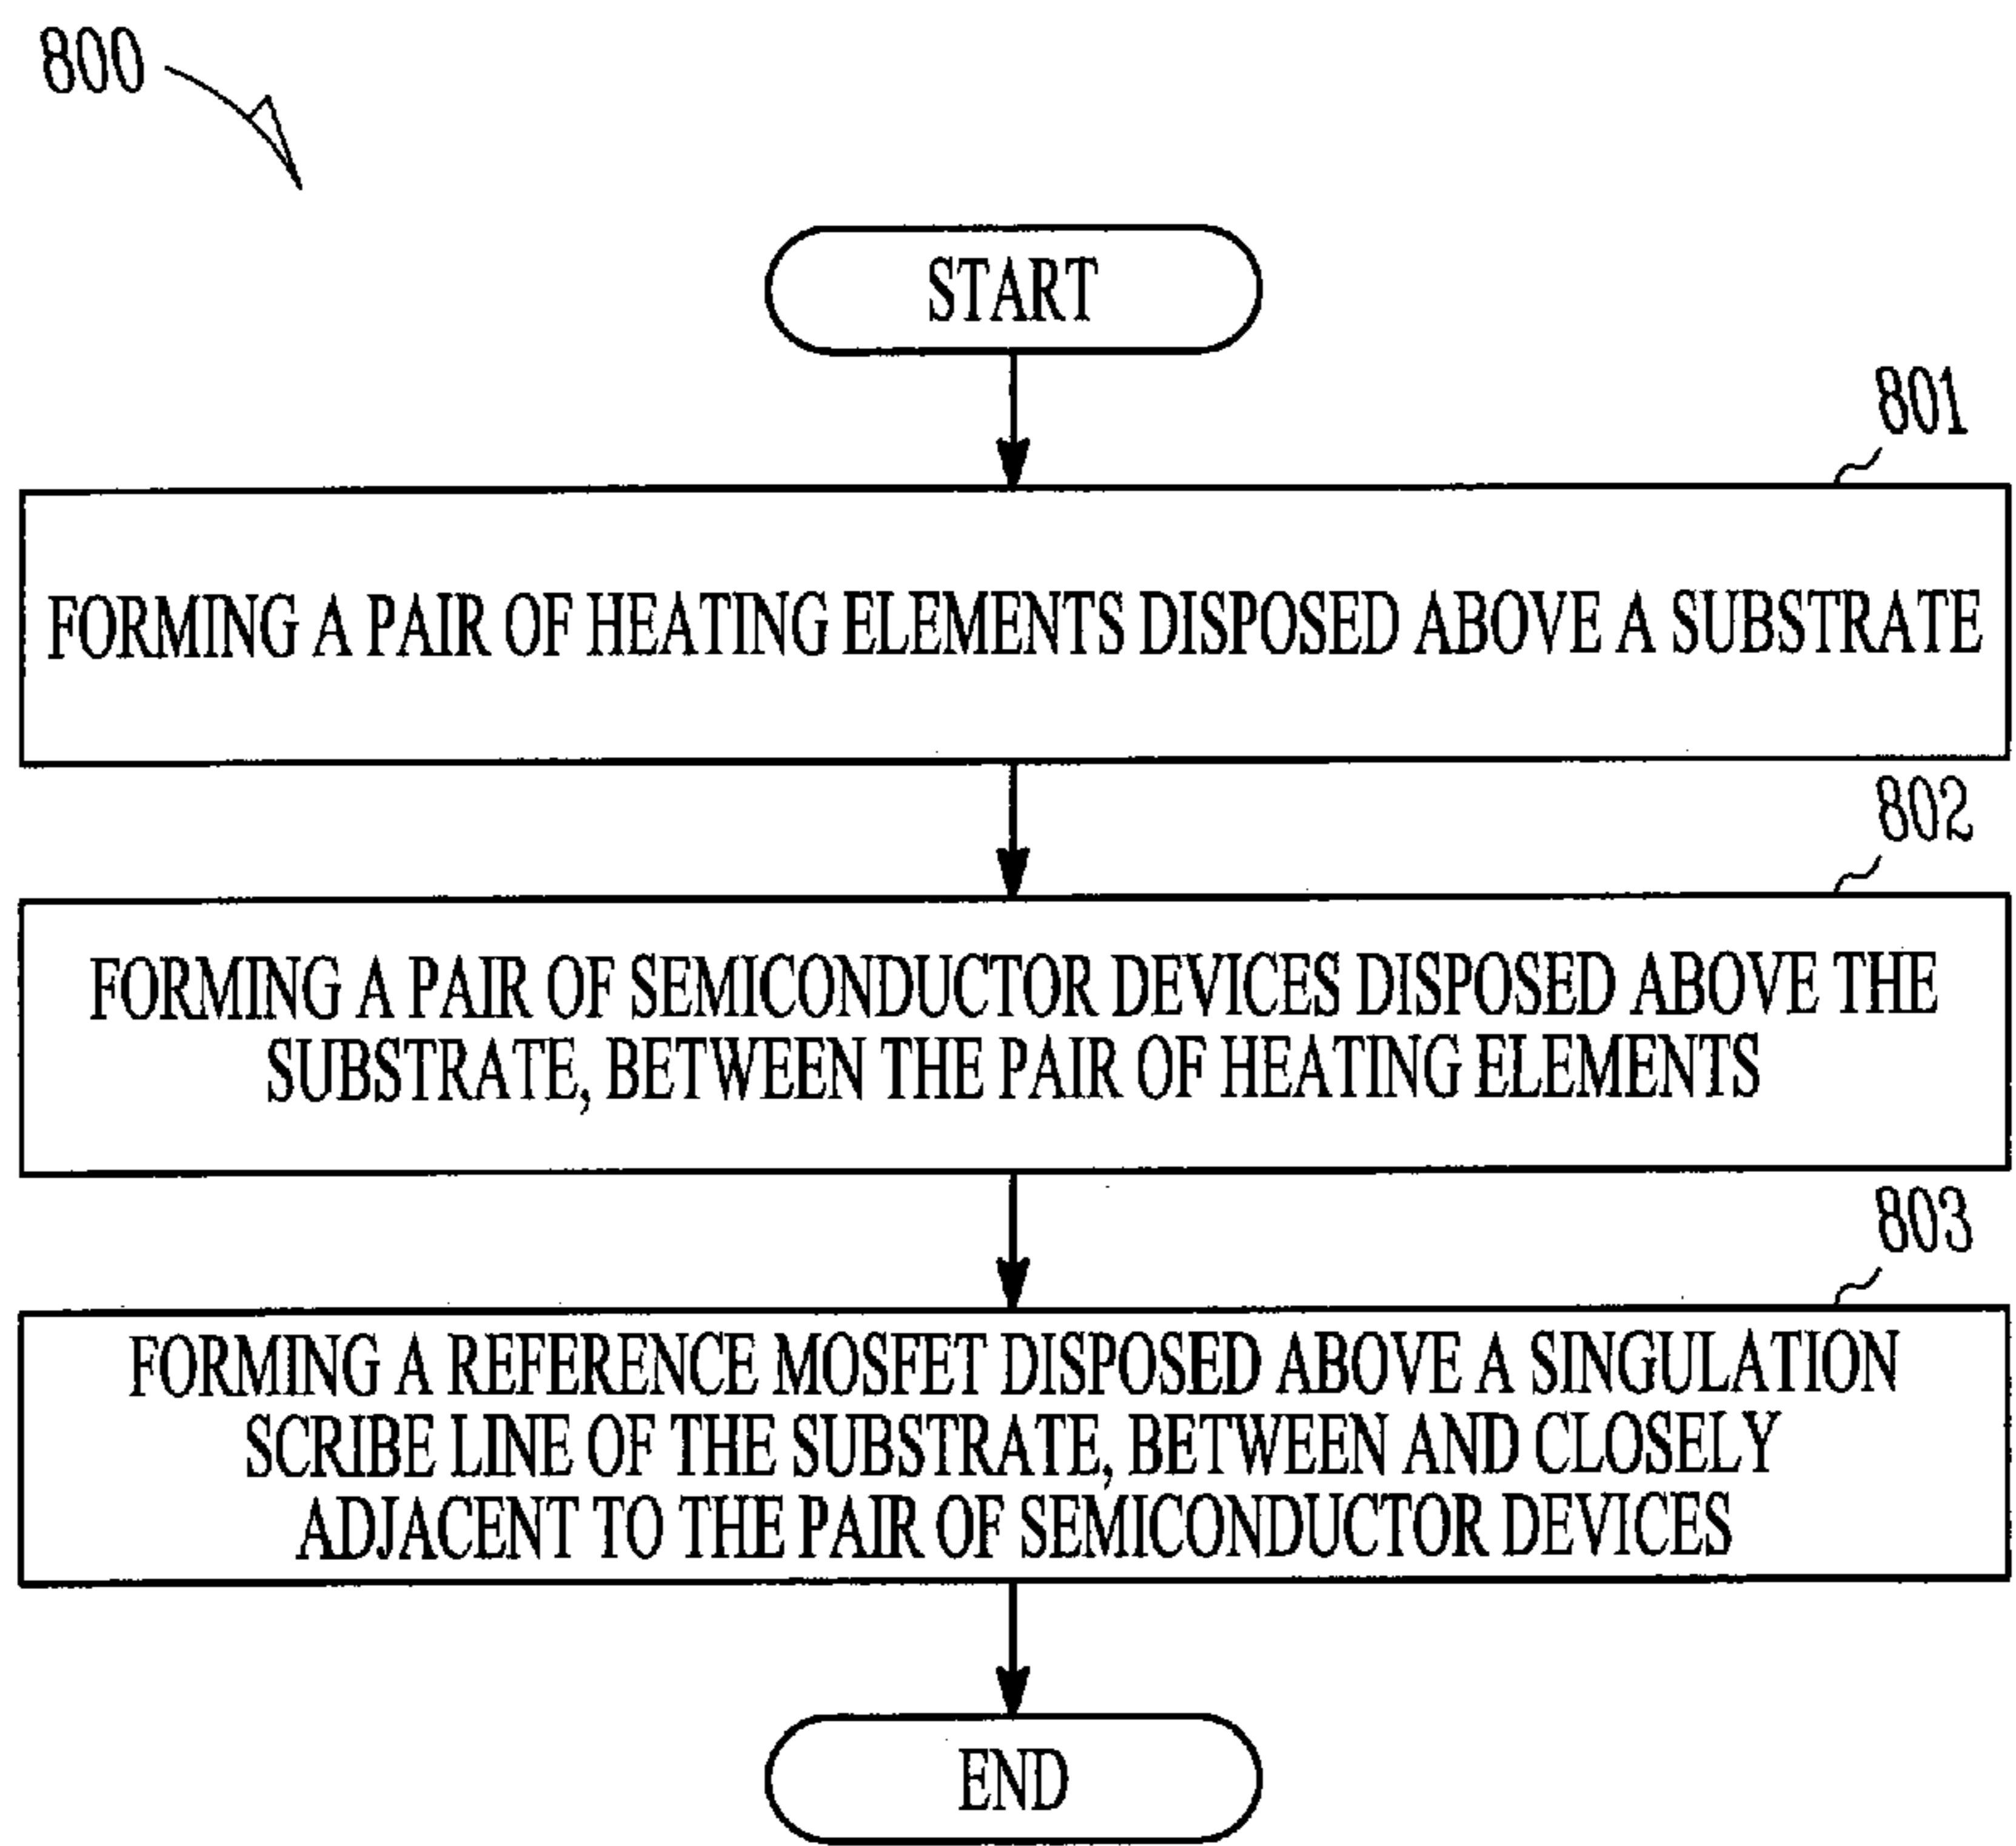 800
START
801
FORMING A PAIR OF HEATING ELEMENTS DISPOSED ABOVE A SUBSTRATE
802
FORMING A PAIR OF SEMICONDUCTOR DEVICES DISPOSED ABOVE THE
SUBSTRATE, BETWEEN THE PAIR OF HEATING ELEMENTS
803
FORMING A REFERENCE MOSFET DISPOSED ABOVE A SINGULATION
SCRIBE LINE OF THE SUBSTRATE, BETWEEN AND CLOSELY
ADJACENT TO THE PAIR OF SEMICONDUCTOR DEVICES
END